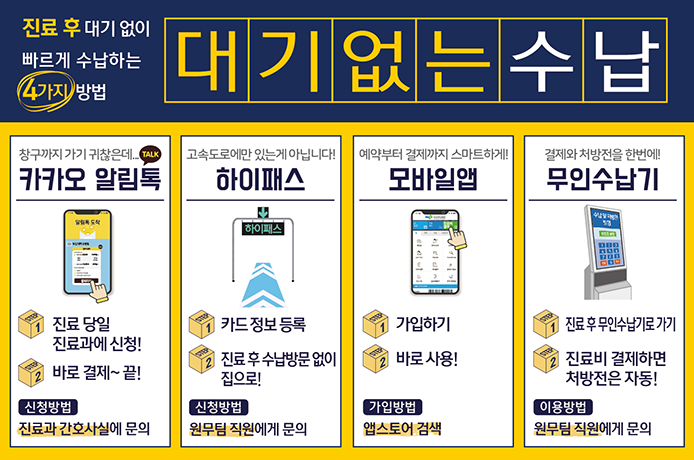 진료 후 대기 없이
빠르게 수납하는
4가지 방법
대기없는수납
창구까지 가기 귀찮은데...
TALK
카카오 알림톡
알림톡 도착
STEP 1
진료 당일
진료과에 신청!
STEP 2
바로 결제~ 끝!
신청방법
진료과 간호사실에 문의
고속도로에만 있는게 아닙니다!
하이패스
하이패스
STEP 1
카드 정보 등록
STEP 2
진료 후 수납방문 없이
집으로!
신청방법
원무팀 직원에게 문의
예약부터 결제까지 스마트하게!
모바일앱
STEP 1
가입하기
STEP 2
바로 사용!
가입방법
앱스토어 검색
결제와 처방전을 한번에!
무인수납기
STEP 1
진료 후 무인수납기로 가기
STEP 2
진료비 결제하면
처방전은 자동!
이용방법
원무팀 직원에게 문의